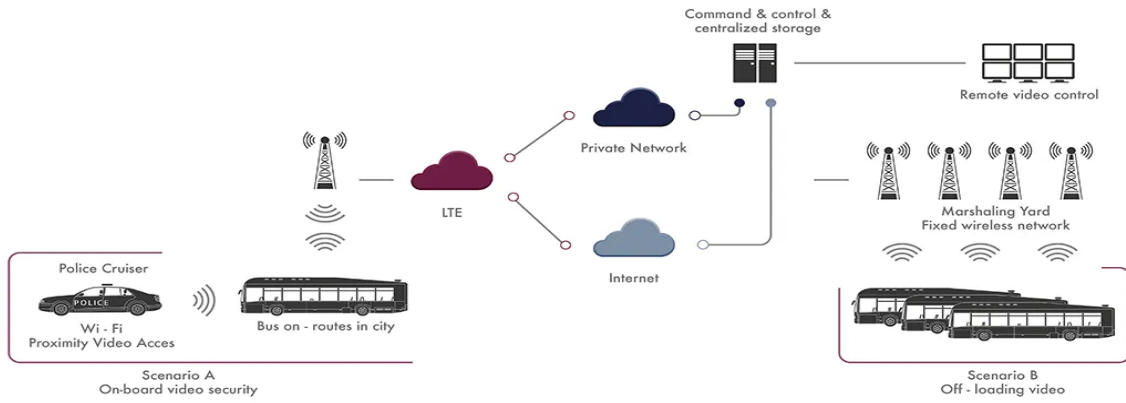 Command & control &
centralized storage
Remote video control
Private Network
LTE
Marshaling Yard
Fixed wireless network
Internet
Police Cruiser
POLICE
Wi - Fi
Proximity Video Acces
Bus on - routes in city
Scenario A
On-board video security
Scenario B
Off - loading video